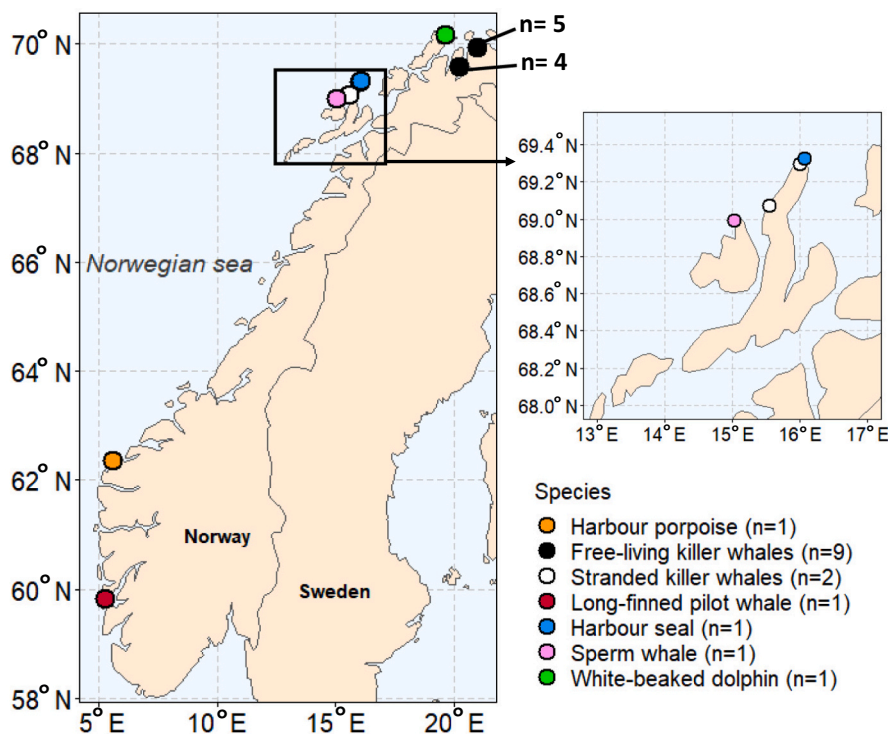 n= 5
n= 4
70° N
68° N
66° N
64° N
62° N
60° N
58° N
5°E
10°E
15°E
20°E
Norwegian sea
Norway
Sweden
69.4°N
69.2°N
69.0°N
68.8°N
68.6°N
68.4°N
68.2°N
68.0°N
13°E
14°E
15°E
16°E
17°E
Species
Harbour porpoise (n=1)
Free-living killer whales (n=9)
Stranded killer whales (n=2)
Long-finned pilot whale (n=1)
Harbour seal (n=1)
Sperm whale (n=1)
White-beaked dolphin (n=1)